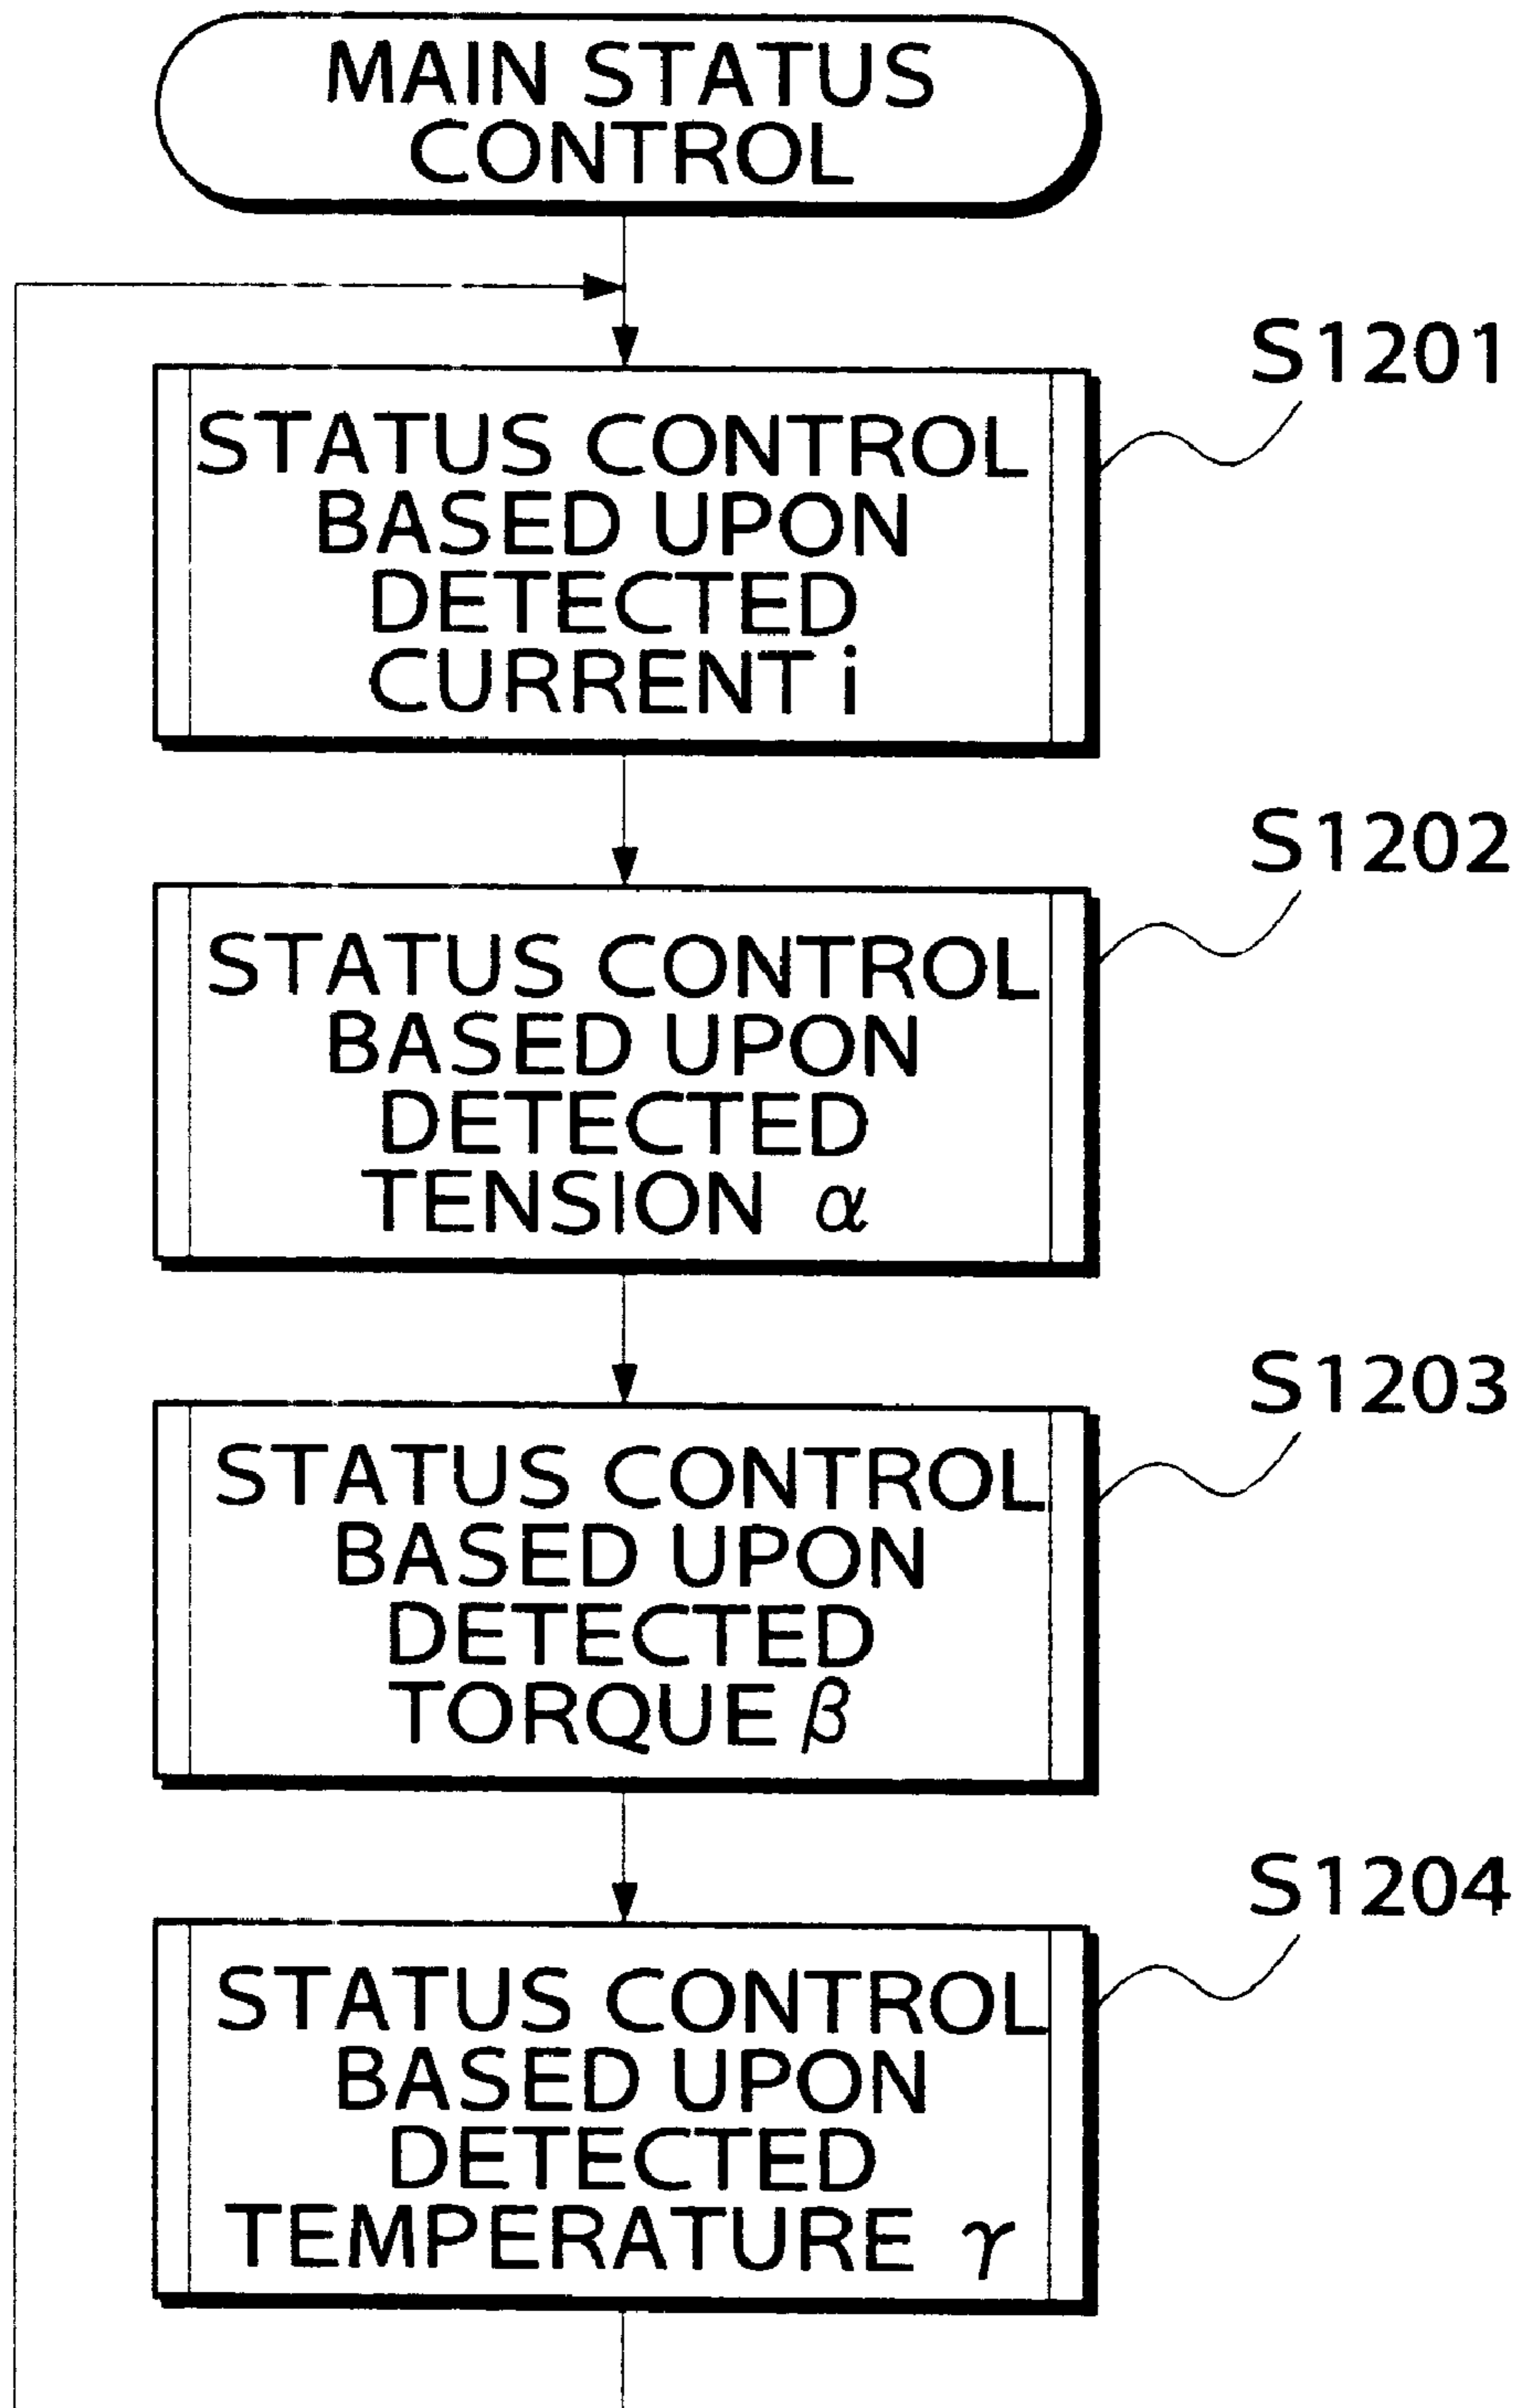 MAIN STATUS
CONTROL
S1201
STATUS CONTROL
BASED UPON
DETECTED
CURRENT i
S1202
STATUS CONTROL
BASED UPON
DETECTED
TENSION α
S1203
STATUS CONTROL
BASED UPON
DETECTED
TORQUE β
S1204
STATUS CONTROL
BASED UPON
DETECTED
TEMPERATURE γ